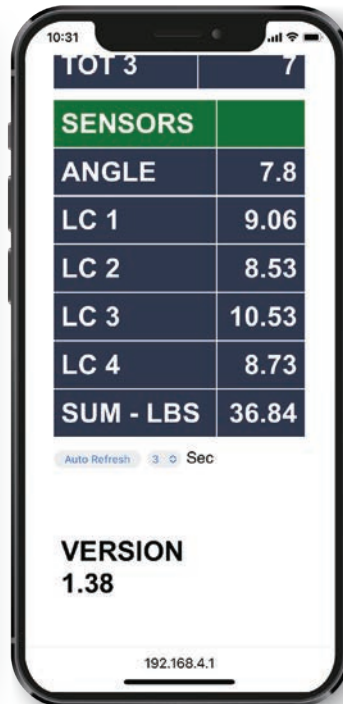 10:31
TOT 3 7
SENSORS
ANGLE 7.8
LC 1 9.06
LC 2 8.53
LC 3 10.53
LC 4 8.73
SUM - LBS 36.84
Auto Refresh 3 Sec
VERSION
1.38
192.168.4.1